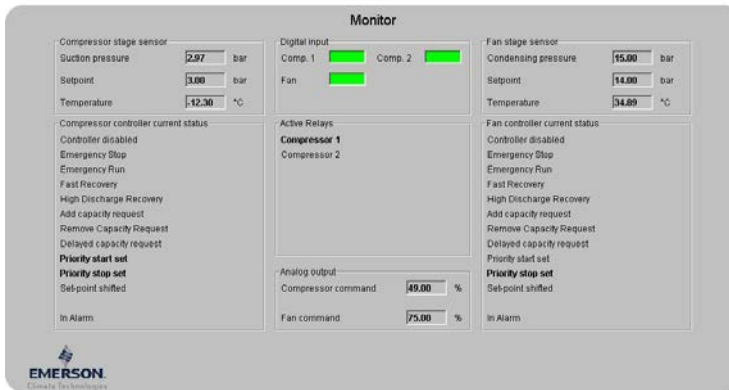 Monitor
Compressor stage sensor
Suction pressure 2.97 bar
Setpoint 3.00 bar
Temperature -12.30 °C
Digital input
Comp. 1 Comp. 2
Fan
Fan stage sensor
Condensing pressure 15.00 bar
Setpoint 14.00 bar
Temperature 34.89 °C
Compressor controller current status
Controller disabled
Emergency Stop
Emergency Run
Fast Recovery
High Discharge Recovery
Add capacity request
Remove Capacity Request
Delayed capacity request
Priority start set
Priority stop set
Set-point shifted
In Alarm
Active Relays
Compressor 1
Compressor 2
Analog output
Compressor command 49.00 %
Fan command 75.00 %
Fan controller current status
Controller disabled
Emergency Stop
Emergency Run
Fast Recovery
High Discharge Recovery
Add capacity request
Remove Capacity Request
Delayed capacity request
Priority start set
Priority stop set
Set-point shifted
In Alarm
EMERSON.
Climate Technologies